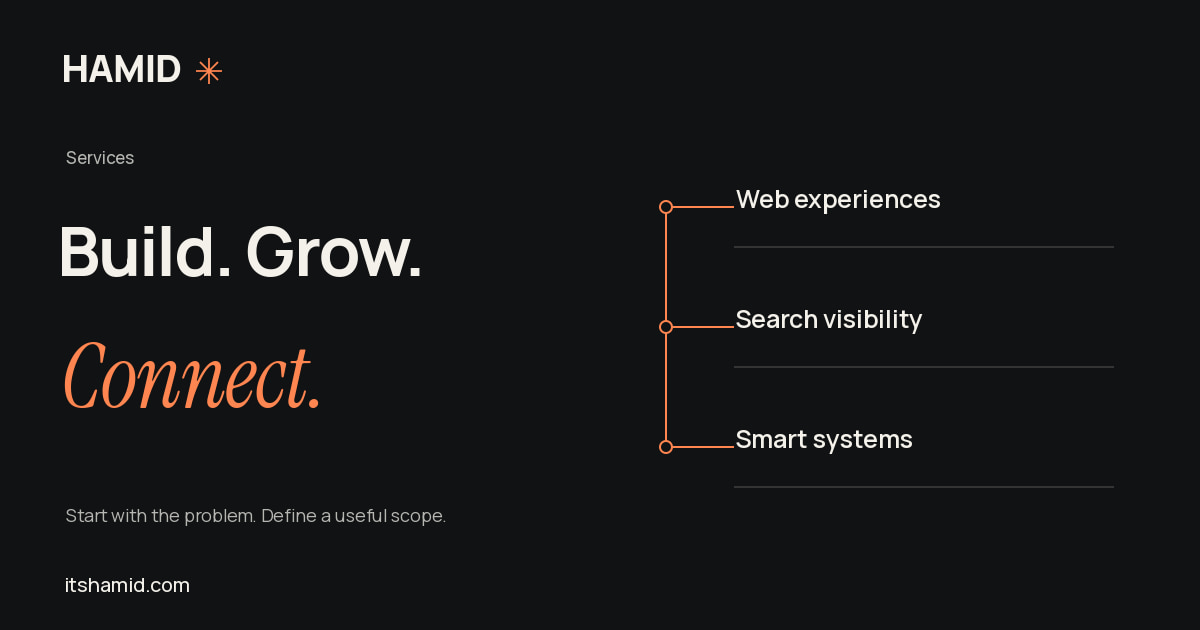 HAMID
Services
Build. Grow.
Connect.
Start with the problem. Define a useful scope.
itshamid.com
Web experiences
Search visibility
Smart systems